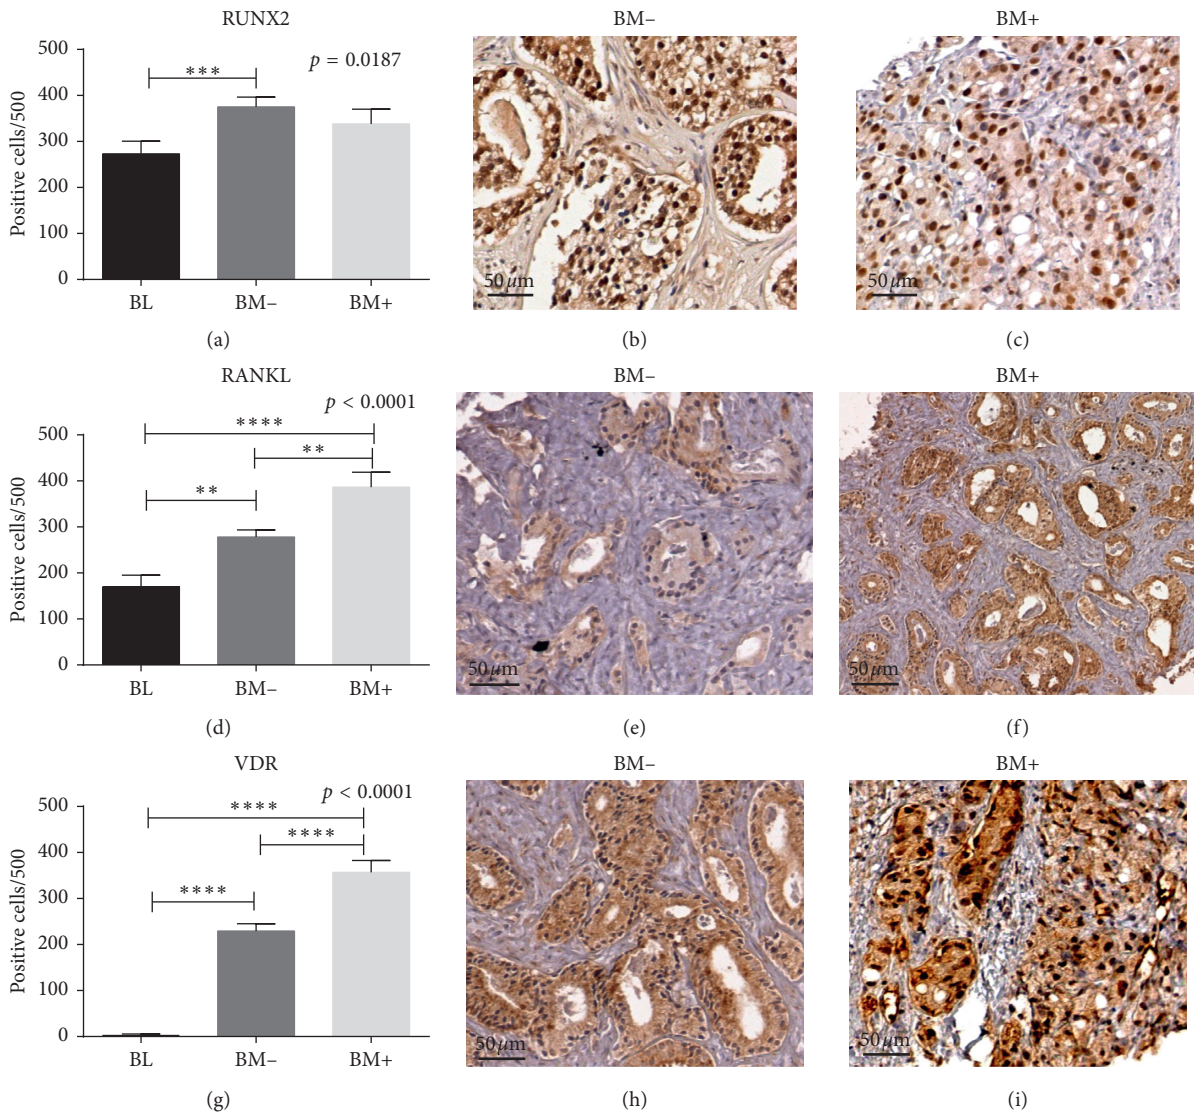 RUNX2
BM−
BM+
500
400
300
200
100
0
Positive cells/500
***
p = 0.0187
BL
BM−
BM+
50 μm
50 μm
(a)
(b)
(c)
RANKL
BM−
BM+
p < 0.0001
500
400
300
200
100
0
Positive cells/500
****
**
**
BL
BM−
BM+
50 μm
50 μm
(d)
(e)
(f)
VDR
BM−
BM+
p < 0.0001
500
400
300
200
100
0
Positive cells/500
****
****
****
BL
BM−
BM+
50 μm
50 μm
(g)
(h)
(i)